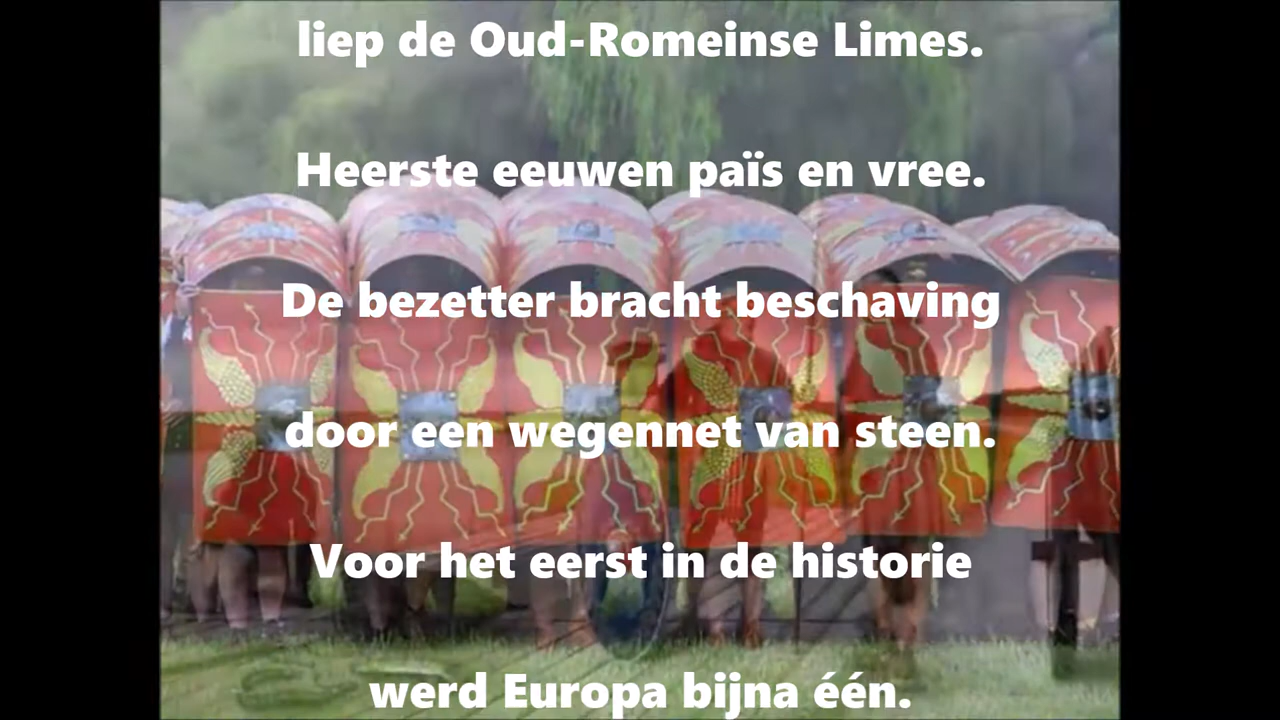 liep de Oud-Romeinse Limes.
Heerste eeuwen païs en vree.
De bezetter bracht beschaving
door een wegennet van steen.
Voor het eerst in de historie
werd Europa bijna één.